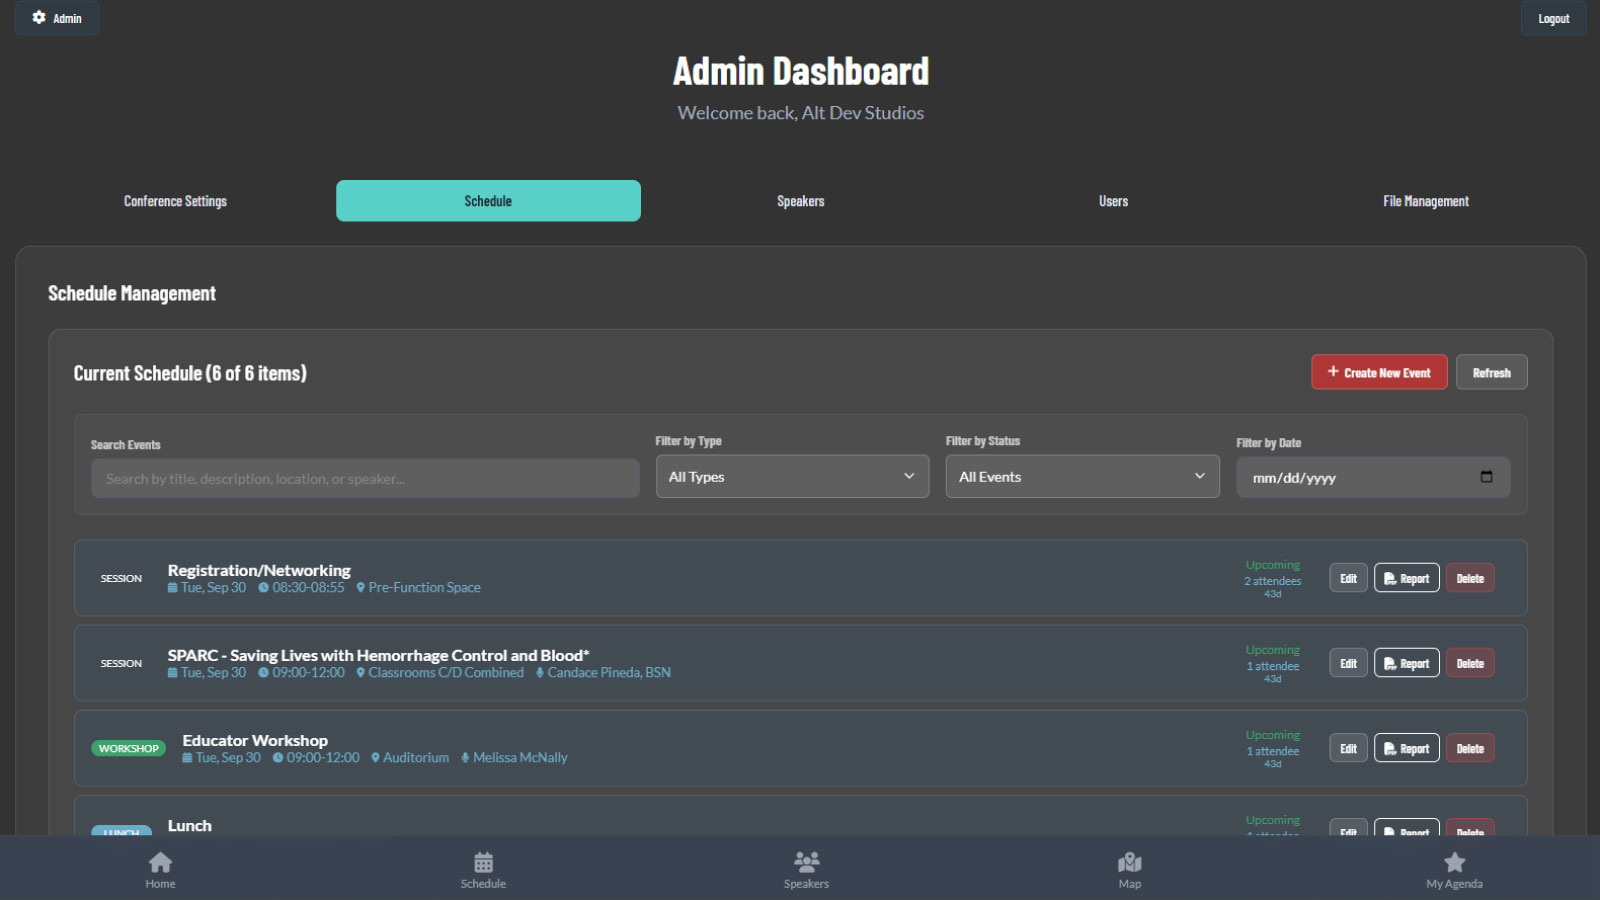 Admin
Logout
Admin Dashboard
Welcome back, Alt Dev Studios
Conference Settings
Schedule
Speakers
Users
File Management
Schedule Management
Current Schedule (6 of 6 items)
+ Create New Event
Refresh
Search Events
Filter by Type
Filter by Status
Filter by Date
Search by title, description, location, or speaker...
All Types
All Events
mm/dd/yyyy
SESSION
Registration/Networking
Tue, Sep 30 08:30-08:55 Pre-Function Space
Upcoming
2 attendees
43d
Edit
Report
Delete
SESSION
SPARC - Saving Lives with Hemorrhage Control and Blood*
Tue, Sep 30 09:00-12:00 Classrooms C/D Combined Candace Pineda, BSN
Upcoming
1 attendee
43d
Edit
Report
Delete
WORKSHOP
Educator Workshop
Tue, Sep 30 09:00-12:00 Auditorium Melissa McNally
Upcoming
1 attendee
43d
Edit
Report
Delete
LUNCH
Lunch
Upcoming
1 attendee
Edit
Report
Delete
Home
Schedule
Speakers
Map
My Agenda